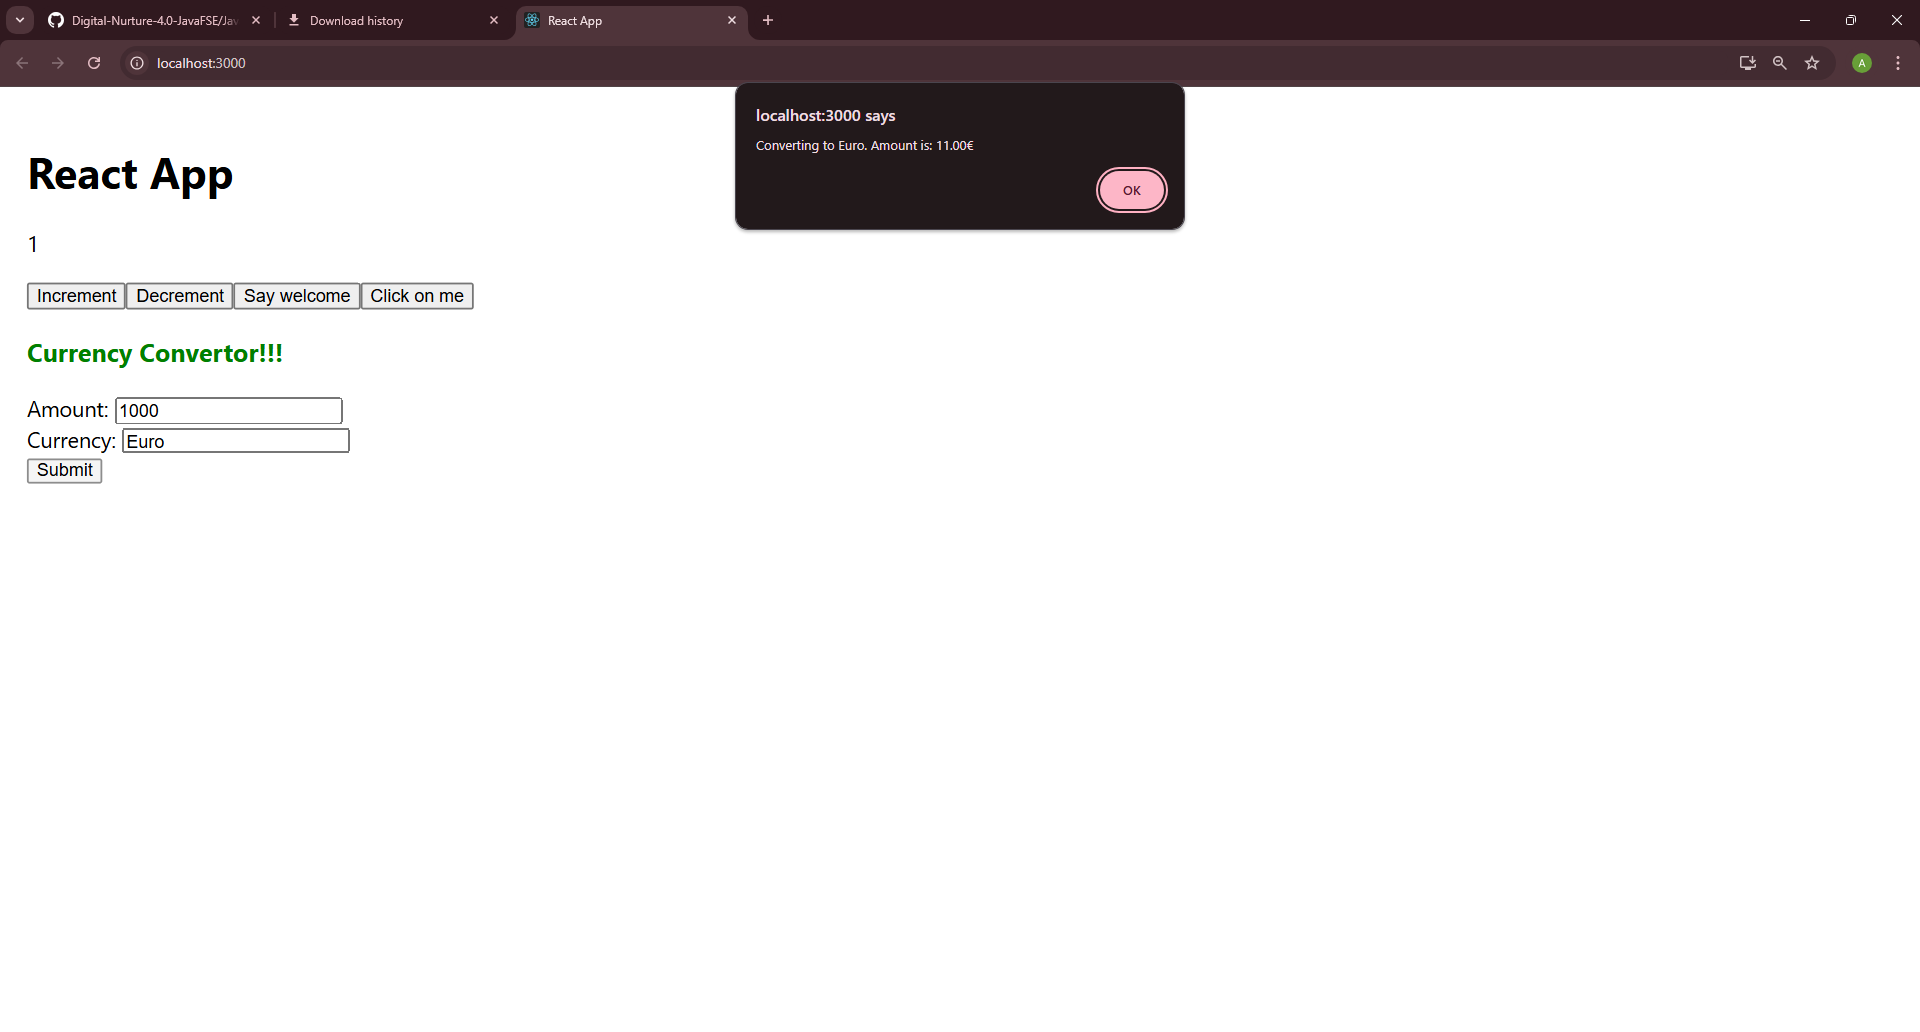 Digital-Nurture-4.0-JavaFSE/Jav
Download history
React App
localhost:3000
A
localhost:3000 says
Converting to Euro. Amount is: 11.00€
OK
React App
1
Increment Decrement Say welcome Click on me
Currency Convertor!!!
Amount: 1000
Currency: Euro
Submit